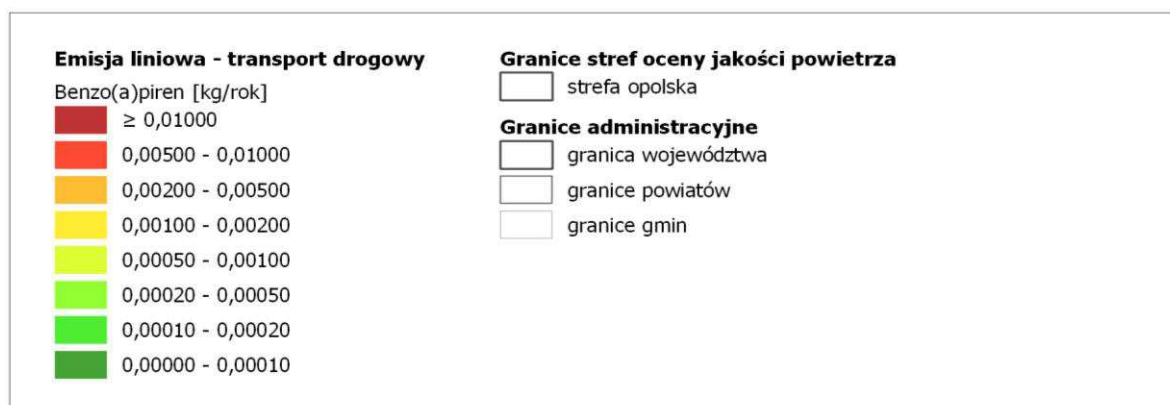 Emisja liniowa - transport drogowy
Benzo(a)piren [kg/rok]
≥ 0,01000
0,00500 - 0,01000
0,00200 - 0,00500
0,00100 - 0,00200
0,00050 - 0,00100
0,00020 - 0,00050
0,00010 - 0,00020
0,00000 - 0,00010
Granice stref oceny jakości powietrza
strefa opolska
Granice administracyjne
granica województwa
granice powiatów
granice gmin